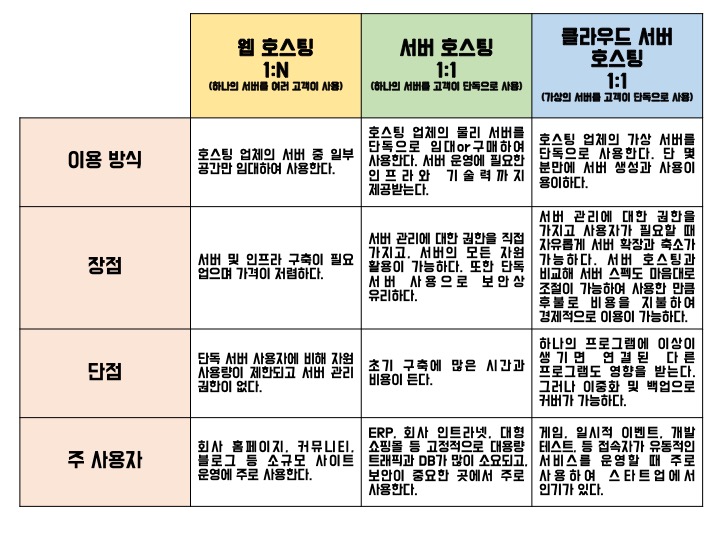 웹 호스팅
1:N
(하나의 서버를 여러 고객이 사용)
서버 호스팅
1:1
(하나의 서버를 고객이 단독으로 사용)
클라우드 서버
호스팅
1:1
(가상의 서버를 고객이 단독으로 사용)
이용 방식
호스팅 업체의 서버 중 일부
공간만 임대하여 사용한다.
호스팅 업체의 물리 서버를
단독으로 임대or구매하여
사용한다. 서버 운영에 필요한
인프라와 기술력까지
제공받는다.
호스팅 업체의 가상 서버를
단독으로 사용한다. 단 몇
분만에 서버 생성과 사용이
용이하다.
장점
서버 및 인프라 구축이 필요
없으며 가격이 저렴하다.
서버 관리에 대한 권한을 직접
가지고, 서버의 모든 자원
활용이 가능하다. 또한 단독
서버 사용으로 보안상
유리하다.
서버 관리에 대한 권한을
가지고 사용자가 필요할 때
자유롭게 서버 확장과 축소가
가능하다. 서버 호스팅과
비교해 서버 스펙도 마음대로
조절이 가능하여 사용한 만큼
후불로 비용을 지불하여
경제적으로 이용이 가능하다.
단점
단독 서버 사용자에 비해 자원
사용량이 제한되고 서버 관리
권한이 없다.
초기 구축에 많은 시간과
비용이 든다.
하나의 프로그램에 이상이
생기면 연결된 다른
프로그램도 영향을 받는다.
그러나 이중화 및 백업으로
커버가 가능하다.
주 사용자
회사 홈페이지, 커뮤니티,
블로그 등 소규모 사이트
운영에 주로 사용한다.
ERP, 회사 인트라넷, 대형
쇼핑몰 등 고정적으로 대용량
트래픽과 DB가 많이 소요되고,
보안이 중요한 곳에서 주로
사용한다.
게임, 일시적 이벤트, 개발
테스트, 등 접속자가 유동적인
서비스를 운영할 때 주로
사용하여 스타트업에서
인기가 있다.